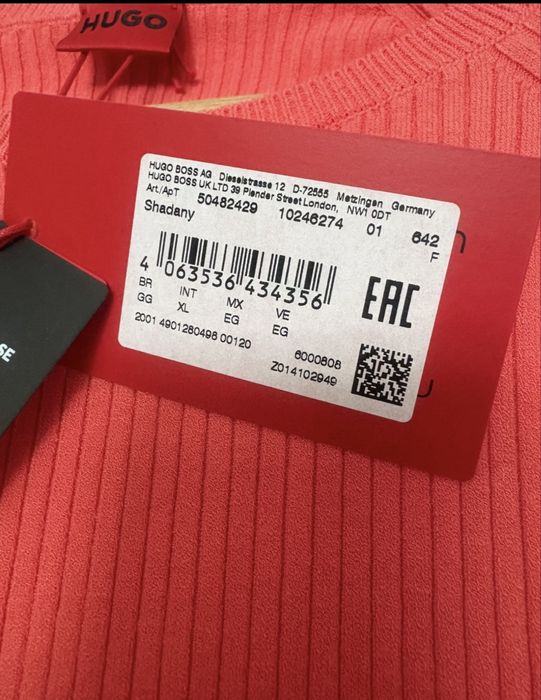 HUGO
HUGO BOSS AG Dieselstrasse 12 D-72555 Metzingen Germany
HUGO BOSS UK LTD 39 Plender Street London, NW1 0DT
Art./ApT 50482429 10246274 01 642
Shadany F
4 063536 434356
EAC
BR INT MX VE
GG XL EG EG
2001 4901280498 00120
6000808
Z014102949
SE